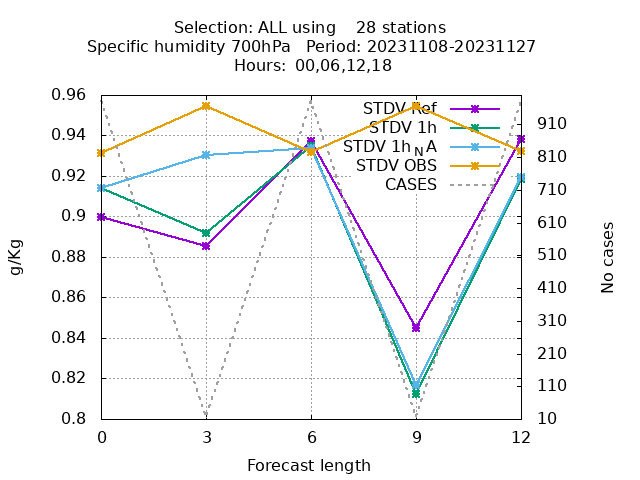 Selection: ALL using    28 stations
Specific humidity 700hPa   Period: 20231108-20231127
Hours:  00,06,12,18
STDV Ref
STDV 1h
STDV 1h_NA
STDV OBS
CASES
g/Kg
0.96
0.94
0.92
0.9
0.88
0.86
0.84
0.82
0.8
910
810
710
610
510
410
310
210
110
10
No cases
0
3
6
9
12
Forecast length